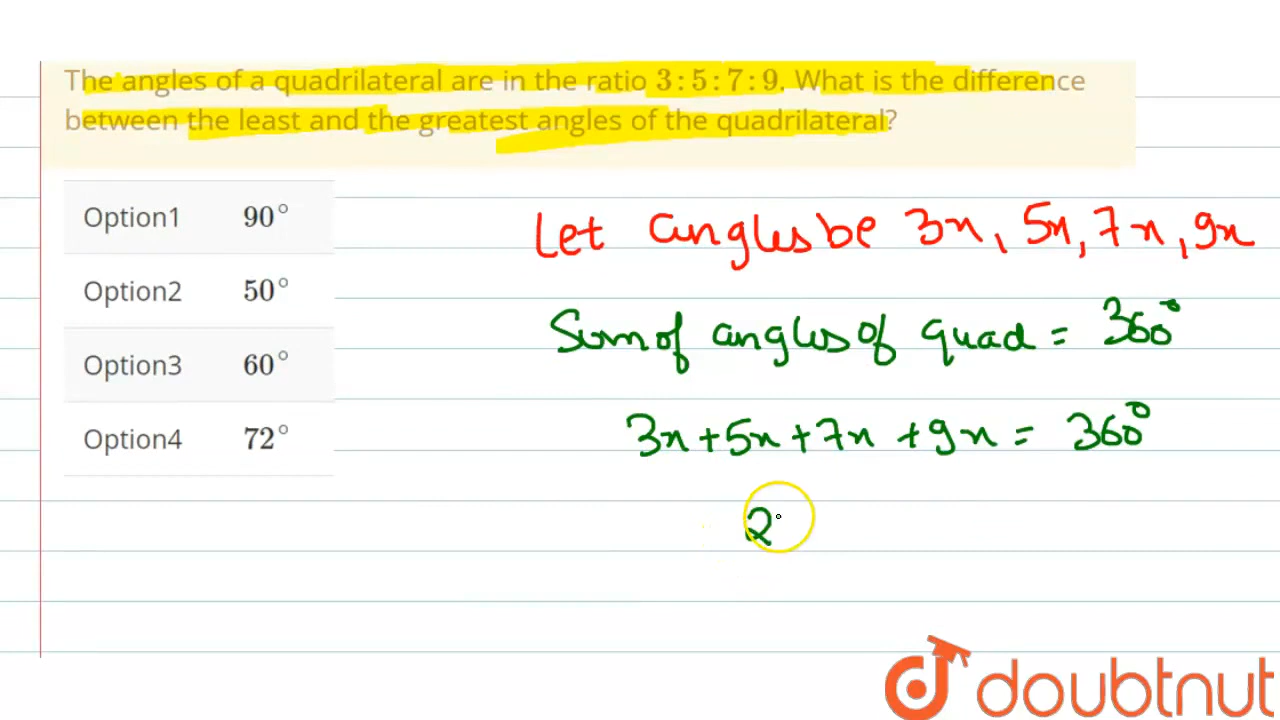 The angles of a quadrilateral are in the ratio 3 : 5 : 7 : 9. What is the difference
between the least and the greatest angles of the quadrilateral?
Option1 90°
Option2 50°
Option3 60°
Option4 72°
Let angles be 3x, 5x, 7x, 9x
Sum of angles of quad = 360°
3x + 5x + 7x + 9x = 360°
2
doubtnut